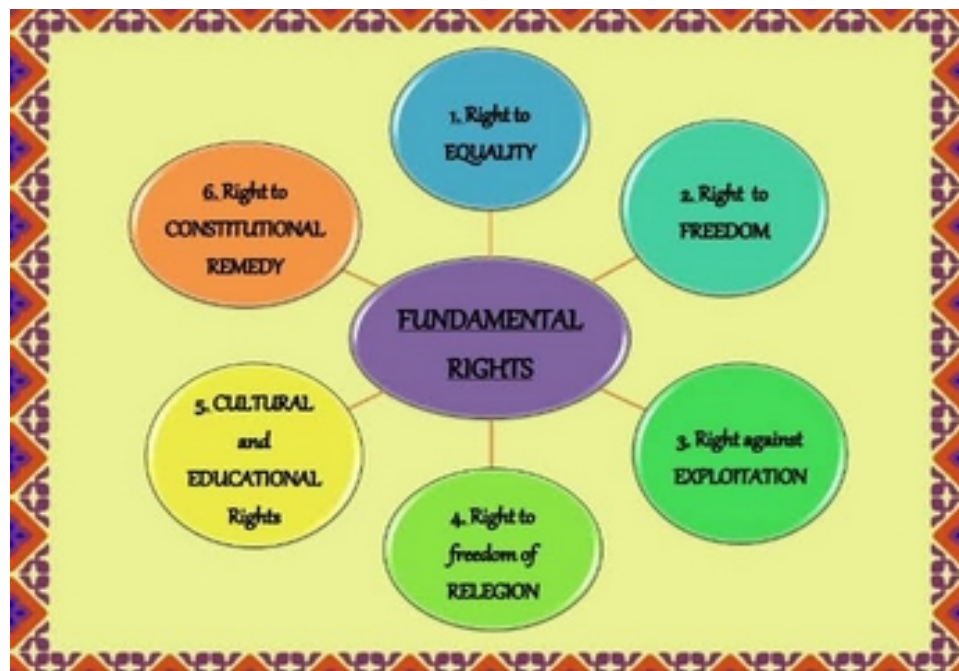 FUNDAMENTAL
RIGHTS
1. Right to
EQUALITY
2. Right to
FREEDOM
3. Right against
EXPLOITATION
4. Right to
freedom of
RELEGION
5. CULTURAL
and
EDUCATIONAL
Rights
6. Right to
CONSTITUTIONAL
REMEDY